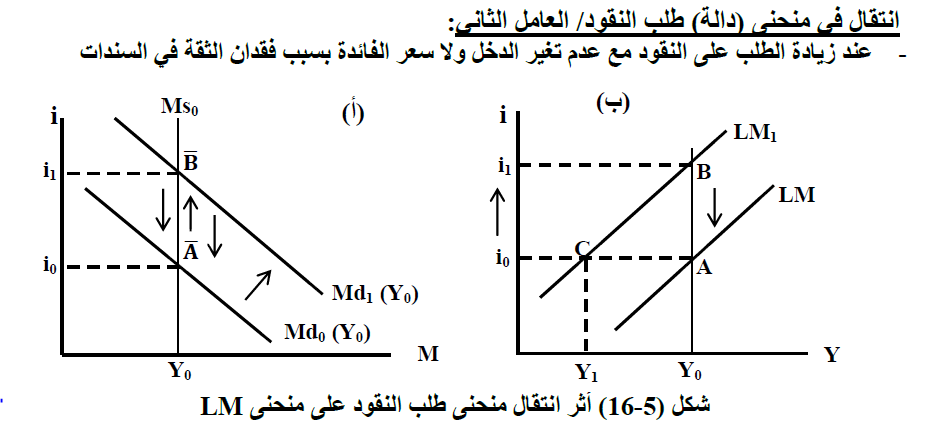 انتقال في منحنى (دالة) طلب النقود/ العامل الثاني:
- عند زيادة الطلب على النقود مع عدم تغير الدخل ولا سعر الفائدة بسبب فقدان الثقة في السندات
(أ)
i
Ms₀
i₁
B̅
i₀
A̅
Md₁ (Y₀)
Md₀ (Y₀)
M
Y₀
(ب)
i
LM₁
i₁
B
LM
i₀
C
A
Y
Y₁
Y₀
شكل (5-16) أثر انتقال منحنى طلب النقود على منحنى LM